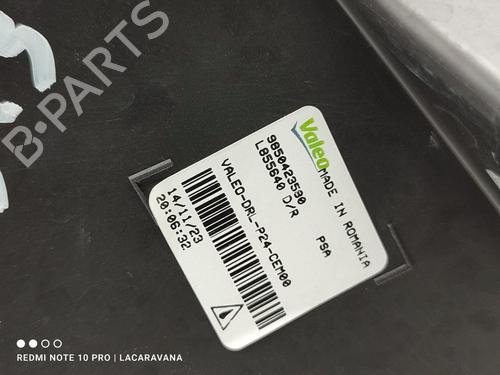 Valeo
MADE IN ROMANIA
9850423590
PSA
L855640 D/R
VALEO-DRL-P24-CEM00
14/11/23
20:06:32
B-PARTS
REDMI NOTE 10 PRO | LACARAVANA